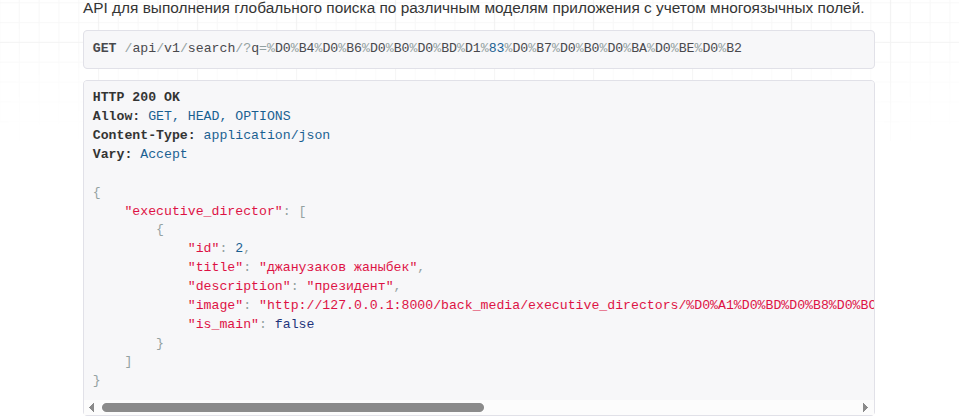 API для выполнения глобального поиска по различным моделям приложения с учетом многоязычных полей.
GET /api/v1/search/?q=%D0%B4%D0%B6%D0%B0%D0%BD%D1%83%D0%B7%D0%B0%D0%BA%D0%BE%D0%B2
HTTP 200 OK
Allow: GET, HEAD, OPTIONS
Content-Type: application/json
Vary: Accept
{
"executive_director": [
{
"id": 2,
"title": "джанузаков жаныбек",
"description": "президент",
"image": "http://127.0.0.1:8000/back_media/executive_directors/%D0%A1%D0%BD%D0%B8%D0%BC
"is_main": false
}
]
}